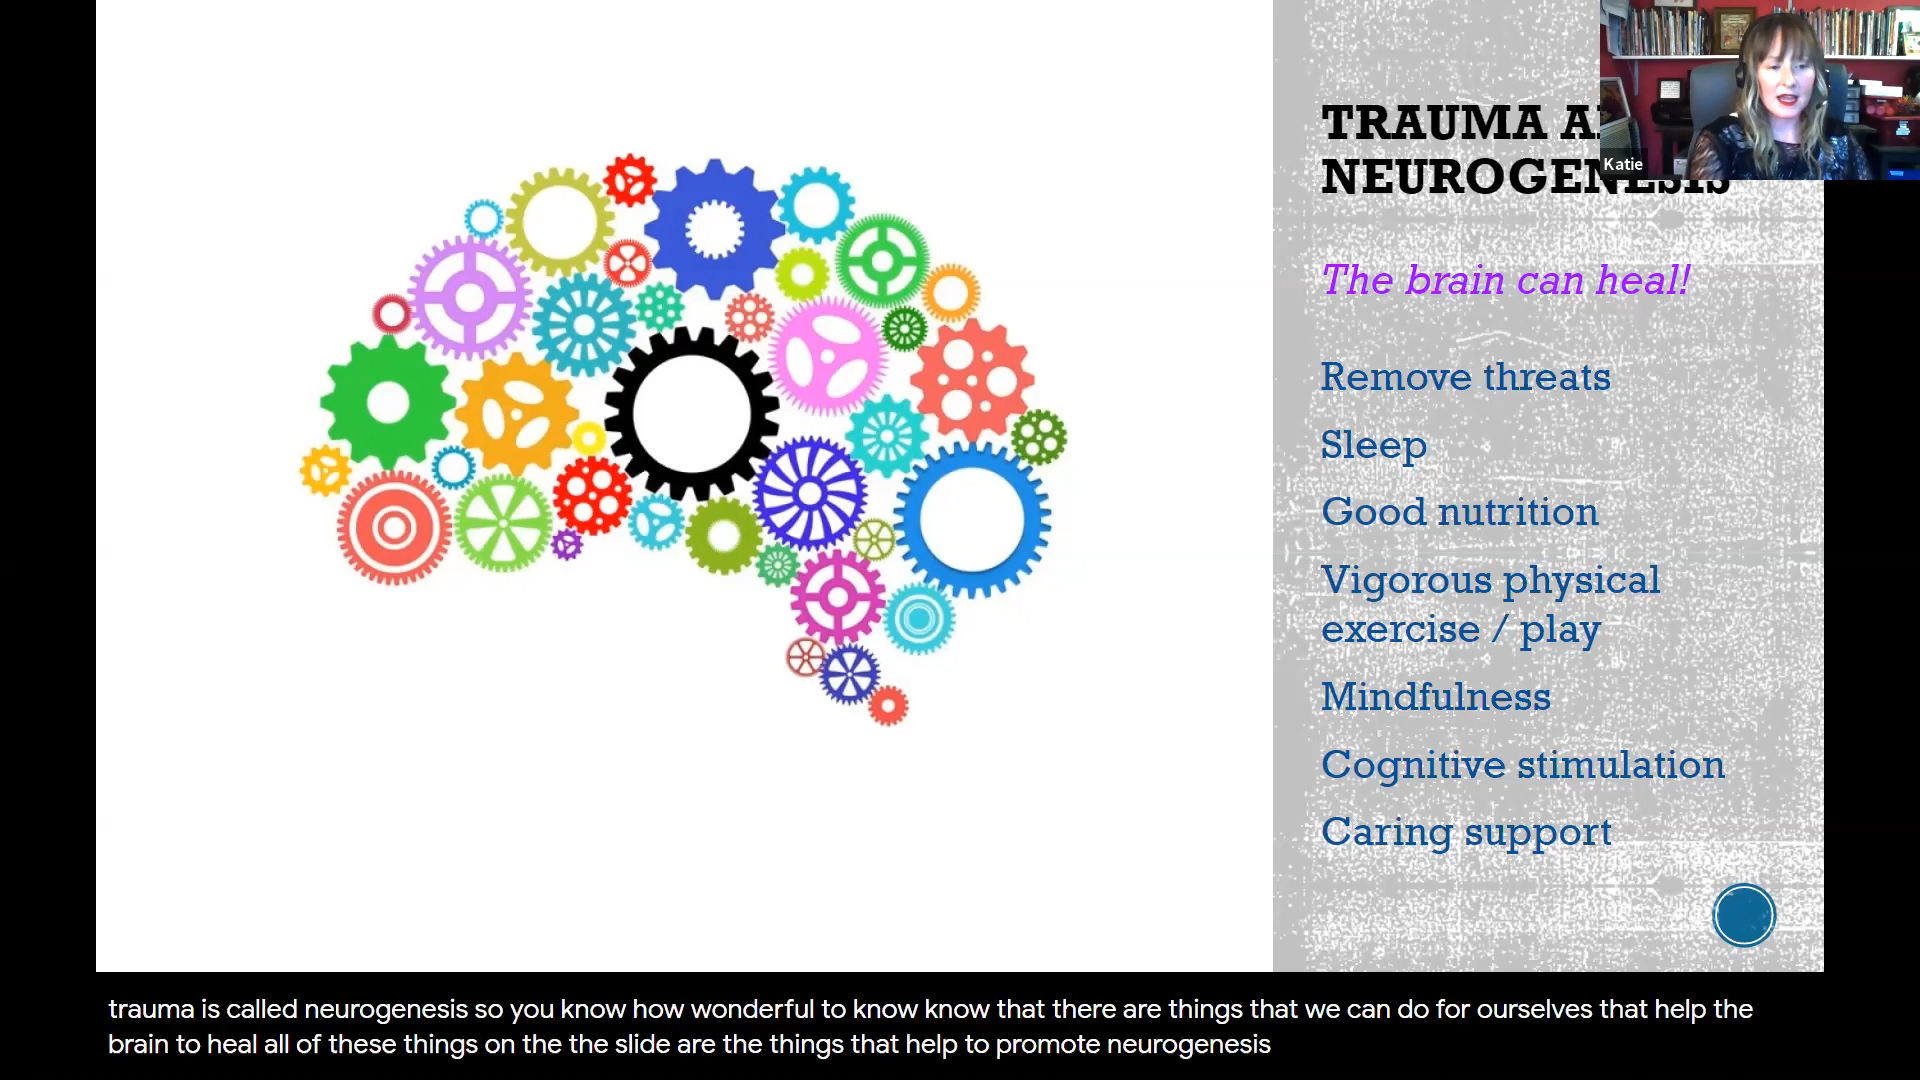 TRAUMA A
NEUROGENESIS
Katie
The brain can heal!
Remove threats
Sleep
Good nutrition
Vigorous physical
exercise / play
Mindfulness
Cognitive stimulation
Caring support
trauma is called neurogenesis so you know how wonderful to know know that there are things that we can do for ourselves that help the
brain to heal all of these things on the the slide are the things that help to promote neurogenesis